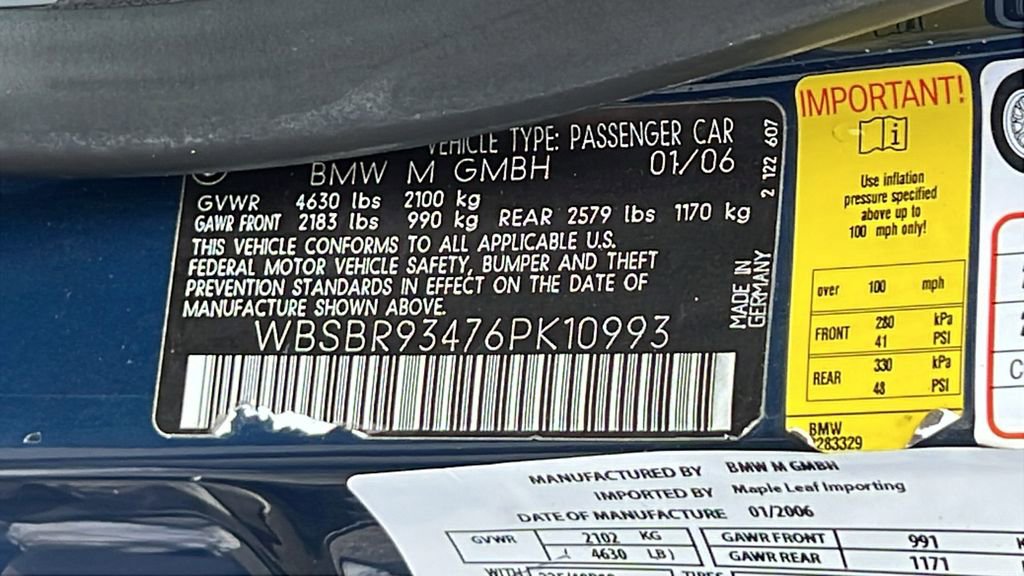 VEHICLE TYPE: PASSENGER CAR
BMW M GMBH 01/06
GVWR 4630 lbs 2100 kg
GAWR FRONT 2183 lbs 990 kg REAR 2579 lbs 1170 kg
THIS VEHICLE CONFORMS TO ALL APPLICABLE U.S.
FEDERAL MOTOR VEHICLE SAFETY, BUMPER AND THEFT
PREVENTION STANDARDS IN EFFECT ON THE DATE OF
MANUFACTURE SHOWN ABOVE.
WBSBR93476PK10993
2 122 607
MADE IN
GERMANY
IMPORTANT!
i
Use inflation
pressure specified
above up to
100 mph only!
over 100 mph
FRONT 280 kPa
41 PSI
REAR 330 kPa
48 PSI
BMW
283329
MANUFACTURED BY BMW M GMBH
IMPORTED BY Maple Leaf Importing
DATE OF MANUFACTURE 01/2006
GVWR 2102 KG
4630 LB)
GAWR FRONT 991
GAWR REAR 1171